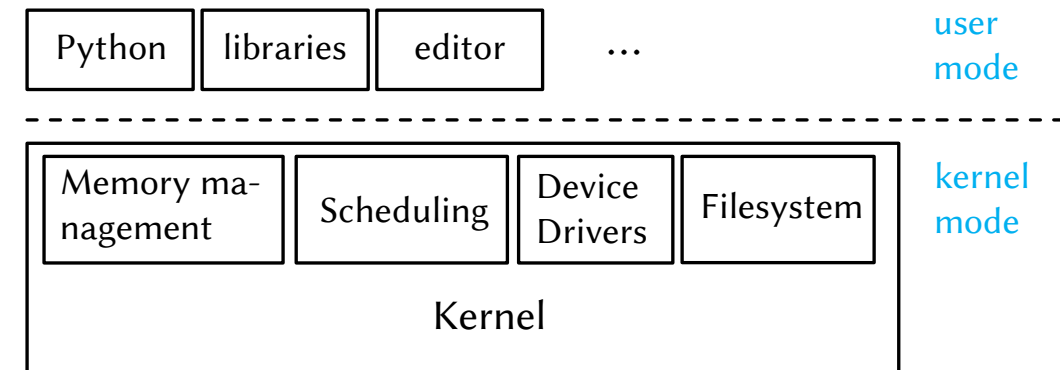 Python libraries editor ... user
mode
Memory ma-
nagement
Scheduling
Device
Drivers
Filesystem
kernel
mode
Kernel